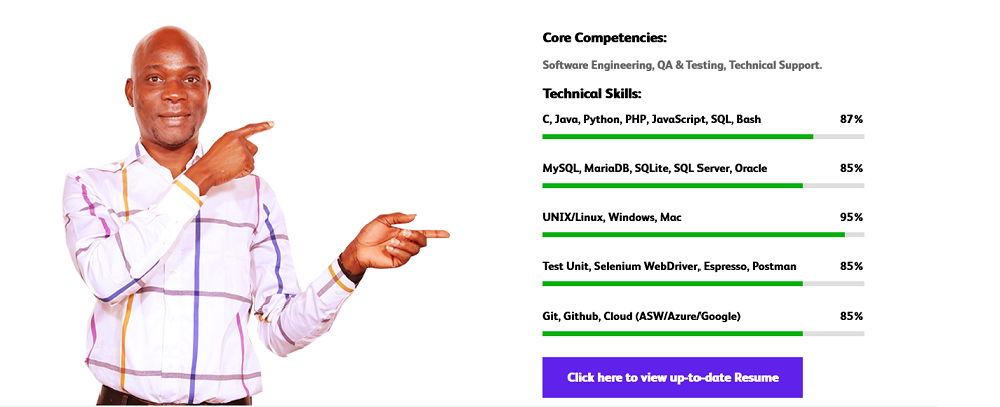 Core Competencies:
Software Engineering, QA & Testing, Technical Support.
Technical Skills:
C, Java, Python, PHP, JavaScript, SQL, Bash 87%
MySQL, MariaDB, SQLite, SQL Server, Oracle 85%
UNIX/Linux, Windows, Mac 95%
Test Unit, Selenium WebDriver,, Espresso, Postman 85%
Git, Github, Cloud (ASW/Azure/Google) 85%
Click here to view up-to-date Resume